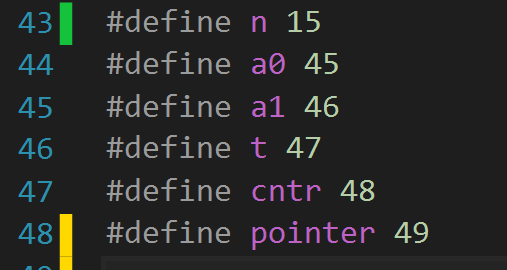 43 #define n 15
44 #define a0 45
45 #define a1 46
46 #define t 47
47 #define cntr 48
48 #define pointer 49